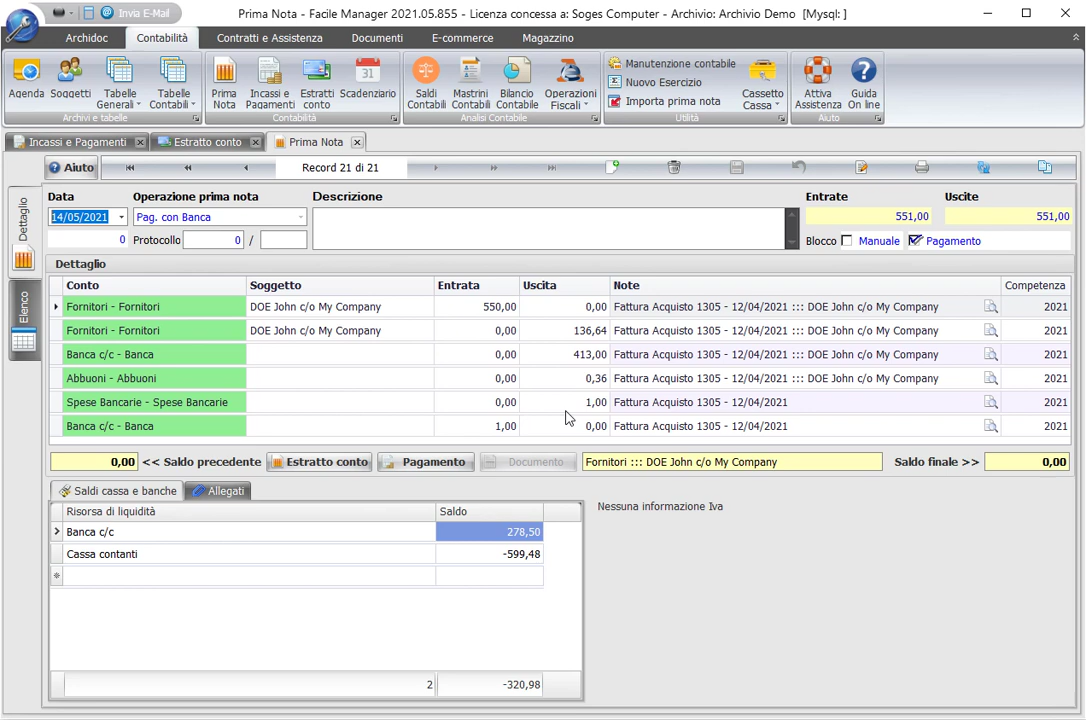 Invia E-Mail
Prima Nota - Facile Manager 2021.05.855 - Licenza concessa a: Soges Computer - Archivio: Archivio Demo [Mysql: ]
Archidoc Contabilità Contratti e Assistenza Documenti E-commerce Magazzino
Agenda Soggetti Tabelle Generali Tabelle Contabili
Archivi e tabelle
Prima Nota Incassi e Pagamenti Estratti conto Scadenziario
31
Contabilità
Saldi Contabili Mastrini Contabili Bilancio Contabile Operazioni Fiscali
Analisi Contabile
Manutenzione contabile
Nuovo Esercizio
Importa prima nota
Cassetto Cassa
Utilità
Attiva Assistenza Guida On line
Aiuto
Incassi e Pagamenti Estratto conto Prima Nota
Dettaglio
Elenco
Aiuto Record 21 di 21
Data Operazione prima nota Descrizione Entrate Uscite
14/05/2021 Pag. con Banca 551,00 551,00
0 Protocollo 0 / Blocco Manuale Pagamento
Dettaglio
Conto Soggetto Entrata Uscita Note Competenza
Fornitori - Fornitori DOE John c/o My Company 550,00 0,00 Fattura Acquisto 1305 - 12/04/2021 ::: DOE John c/o My Company 2021
Fornitori - Fornitori DOE John c/o My Company 0,00 136,64 Fattura Acquisto 1305 - 12/04/2021 ::: DOE John c/o My Company 2021
Banca c/c - Banca 0,00 413,00 Fattura Acquisto 1305 - 12/04/2021 ::: DOE John c/o My Company 2021
Abbuoni - Abbuoni 0,00 0,36 Fattura Acquisto 1305 - 12/04/2021 ::: DOE John c/o My Company 2021
Spese Bancarie - Spese Bancarie 0,00 1,00 Fattura Acquisto 1305 - 12/04/2021 2021
Banca c/c - Banca 1,00 0,00 Fattura Acquisto 1305 - 12/04/2021 2021
0,00 << Saldo precedente Estratto conto Pagamento Documento Fornitori ::: DOE John c/o My Company Saldo finale >> 0,00
Saldi cassa e banche Allegati
Risorsa di liquidità Saldo
Nessuna informazione Iva
Banca c/c 278,50
Cassa contanti -599,48
2 -320,98